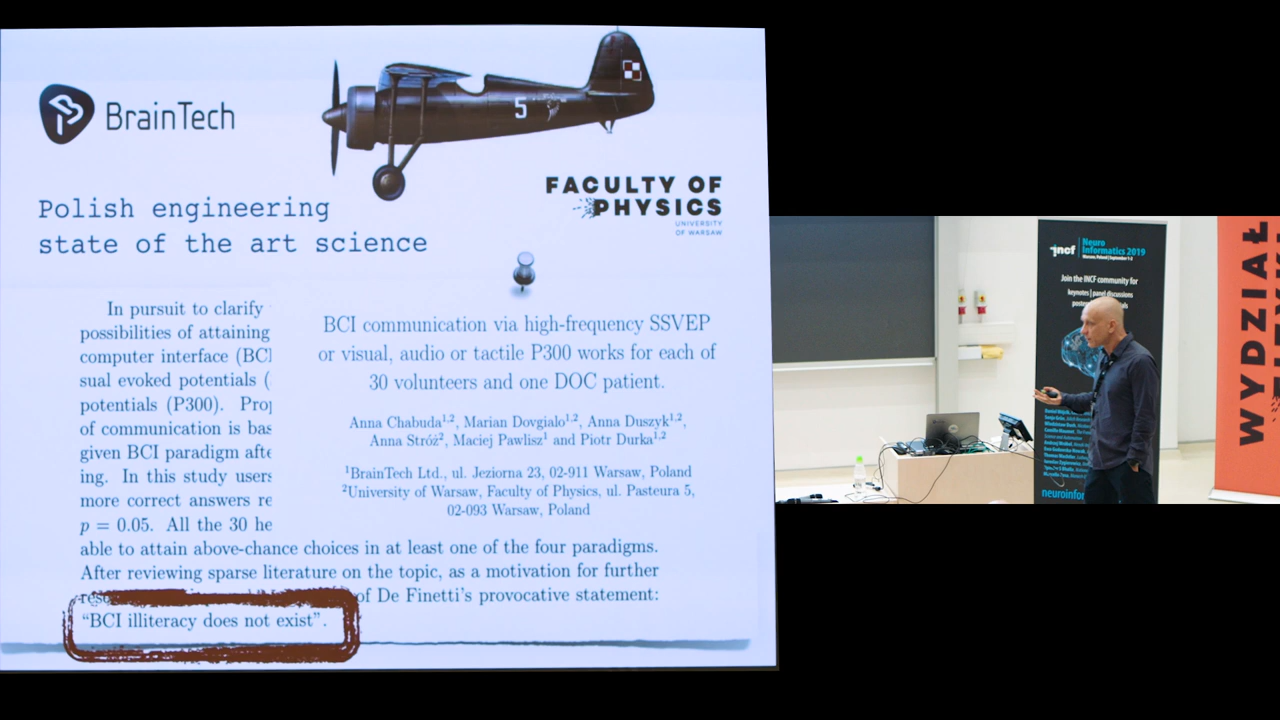 BrainTech
5
Polish engineering
state of the art science
FACULTY OF
PHYSICS
UNIVERSITY
OF WARSAW
In pursuit to clarify
possibilities of attaining
computer interface (BCI
sual evoked potentials (
potentials (P300). Prop
of communication is bas
given BCI paradigm afte
ing. In this study users
more correct answers re
p = 0.05. All the 30 he
BCI communication via high-frequency SSVEP
or visual, audio or tactile P300 works for each of
30 volunteers and one DOC patient.
Anna Chabuda1,2, Marian Dovgialo1,2, Anna Duszyk1,2,
Anna Stróż2, Maciej Pawlisz1 and Piotr Durka1,2
1BrainTech Ltd., ul. Jeziorna 23, 02-911 Warsaw, Poland
2University of Warsaw, Faculty of Physics, ul. Pasteura 5,
02-093 Warsaw, Poland
able to attain above-chance choices in at least one of the four paradigms.
After reviewing sparse literature on the topic, as a motivation for further
of De Finetti's provocative statement:
"BCI illiteracy does not exist".
incf
Neuro
Informatics 2019
Warsaw, Poland | September 1-2
Join the INCF community for
keynotes | panel discussions
neuroinfor
WYDZIAŁ